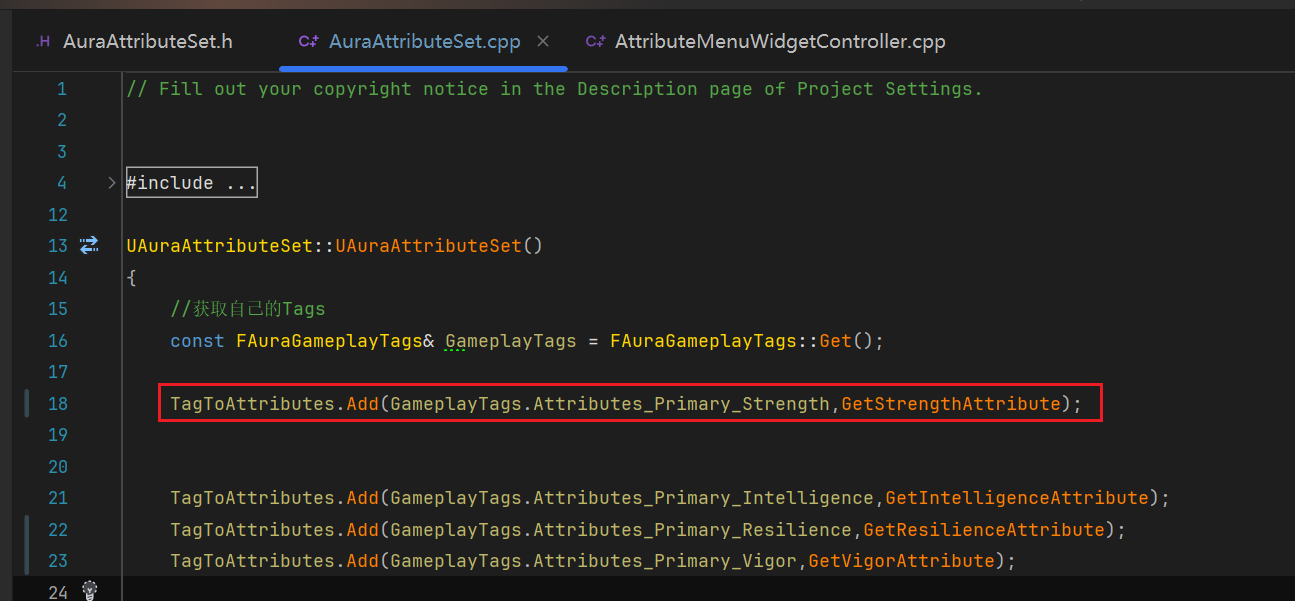 .H AuraAttributeSet.h C++ AuraAttributeSet.cpp × C++ AttributeMenuWidgetController.cpp
1 // Fill out your copyright notice in the Description page of Project Settings.
2
3
4 > #include ...
12
13 UAuraAttributeSet::UAuraAttributeSet()
14 {
15 //获取自己的Tags
16 const FAuraGameplayTags& GameplayTags = FAuraGameplayTags::Get();
17
18 TagToAttributes.Add(GameplayTags.Attributes_Primary_Strength,GetStrengthAttribute);
19
20
21 TagToAttributes.Add(GameplayTags.Attributes_Primary_Intelligence,GetIntelligenceAttribute);
22 TagToAttributes.Add(GameplayTags.Attributes_Primary_Resilience,GetResilienceAttribute);
23 TagToAttributes.Add(GameplayTags.Attributes_Primary_Vigor,GetVigorAttribute);
24